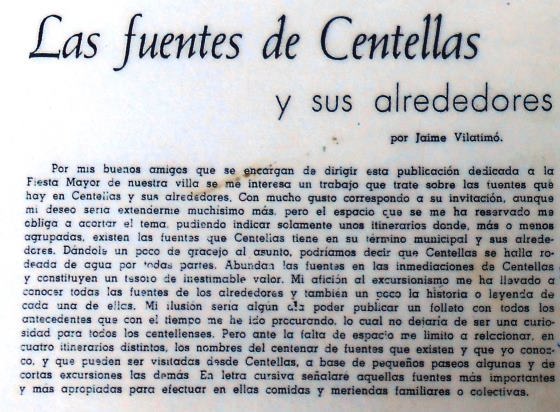 Las fuentes de Centellas
y sus alrededores
por Jaime Vilatimó.
Por mis buenos amigos que se encargan de dirigir esta publicación dedicada a la
Fiesta Mayor de nuestra villa se me interesa un trabajo que trate sobre las fuentes que
hay en Centellas y sus alrededores. Con mucho gusto correspondo a su invitación, aunque
mi deseo sería extenderme muchísimo más, pero el espacio que se me ha reservado me
obliga a acortar el tema, pudiendo indicar solamente unos itinerarios donde, más o menos
agrupadas, existen las fuentes que Centellas tiene en su término municipal y sus alrede-
dores. Dándole un poco de gracejo al asunto, podríamos decir que Centellas se halla ro-
deada de agua por todas partes. Abundan las fuentes en las inmediaciones de Centellas
y constituyen un tesoro de inestimable valor. Mi afición al excursionismo me ha llevado a
conocer todas las fuentes de los alrededores y también un poco la historia o leyenda de
cada una de ellas. Mi ilusión sería algún día poder publicar un folleto con todos los
antecedentes que con el tiempo me he ido procurando, lo cual no dejaría de ser una curio-
sidad para todos los centellenses. Pero ante la falta de espacio me limito a relccionar, en
cuatro itinerarios distintos, los nombres del centenar de fuentes que existen y que yo conoz-
co, y que pueden ser visitadas desde Centellas, a base de pequeños paseos algunas y de
cortas excursiones las demás En letra cursiva señalaré aquellas fuentes más importantes
y más apropiadas para efectuar en ellas comidas y meriendas familiares o colectivas.